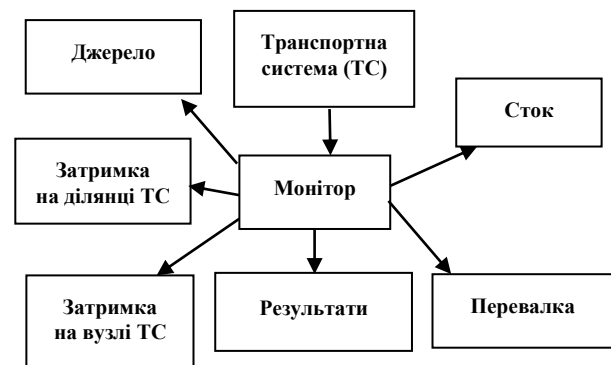 Джерело
Транспортна
система (ТС)
Сток
Затримка
на ділянці ТС
Монітор
Затримка
на вузлі ТС
Результати
Перевалка